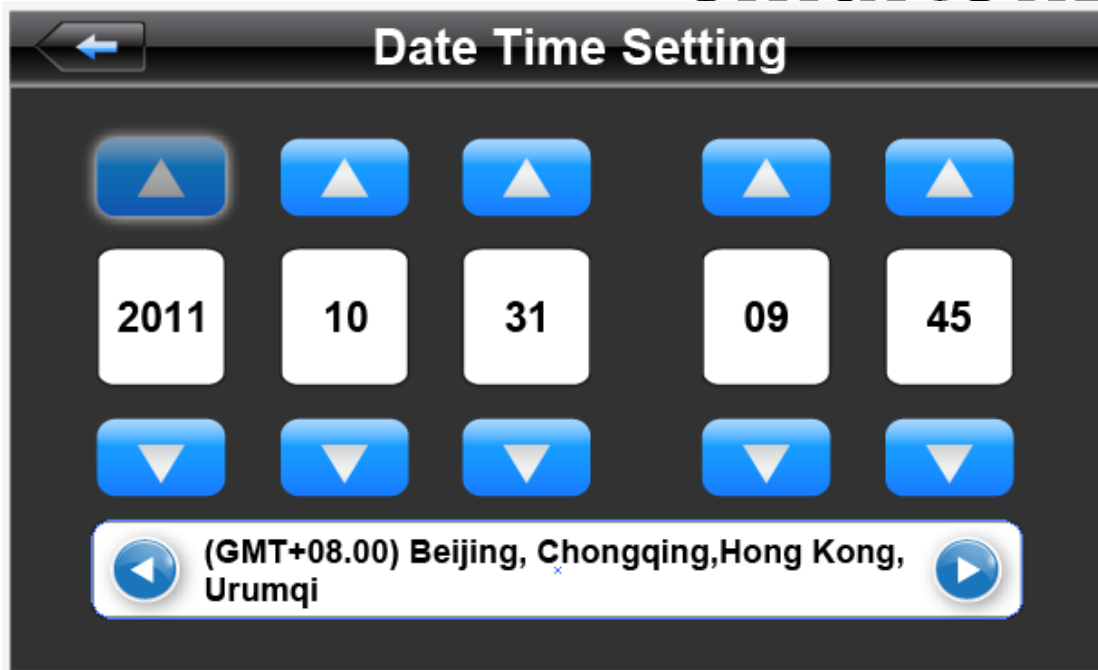 Date Time Setting
2011 10 31 09 45
(GMT+08.00) Beijing, Chongqing,Hong Kong,
Urumqi